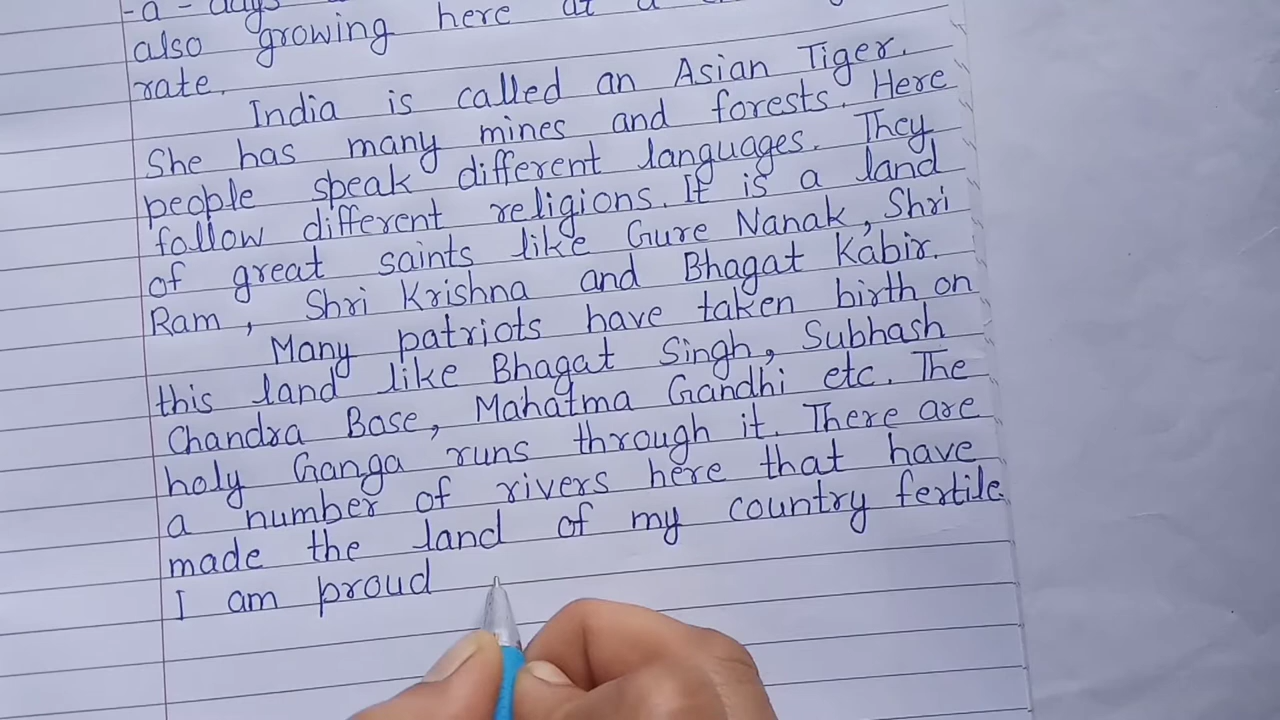 -a-days
also growing here at a
rate.
India is called an Asian Tiger.
She has many mines and forests. Here
people speak different languages. They
follow different religions. It is a land
of great saints like Gure Nanak, Shri
Ram, Shri Krishna and Bhagat Kabir.
Many patriots have taken birth on
this land like Bhagat Singh, Subhash
Chandra Base, Mahatma Gandhi etc. The
holy Ganga runs through it. There are
a number of rivers here that have
made the land of my country fertile.
I am proud